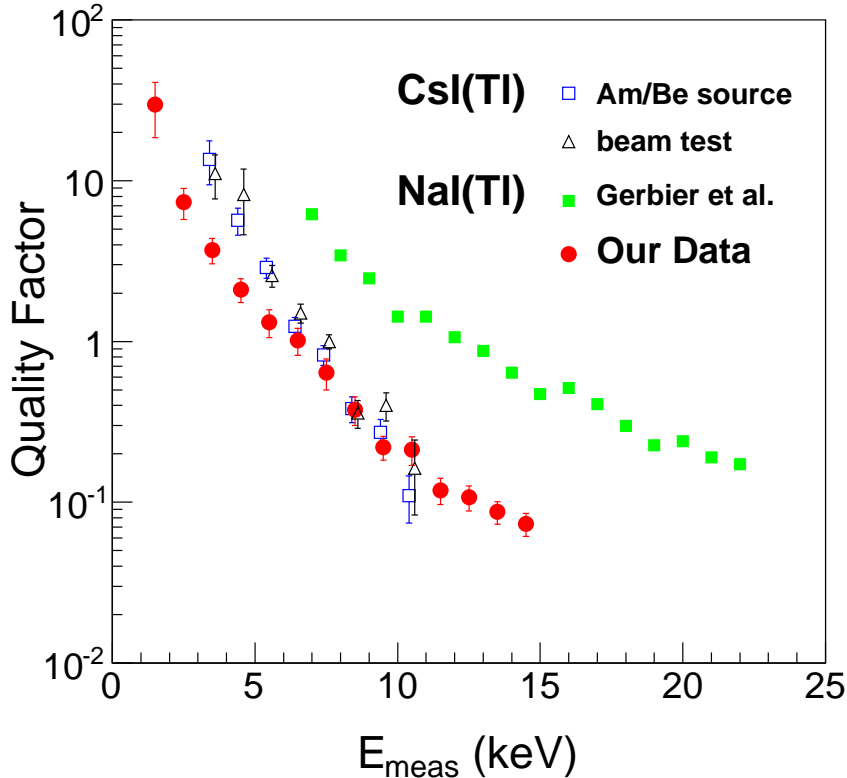 10²
10
1
10⁻¹
10⁻²
Quality Factor
CsI(Tl)
Am/Be source
beam test
NaI(Tl)
Gerbier et al.
Our Data
0 5 10 15 20 25
E_meas (keV)